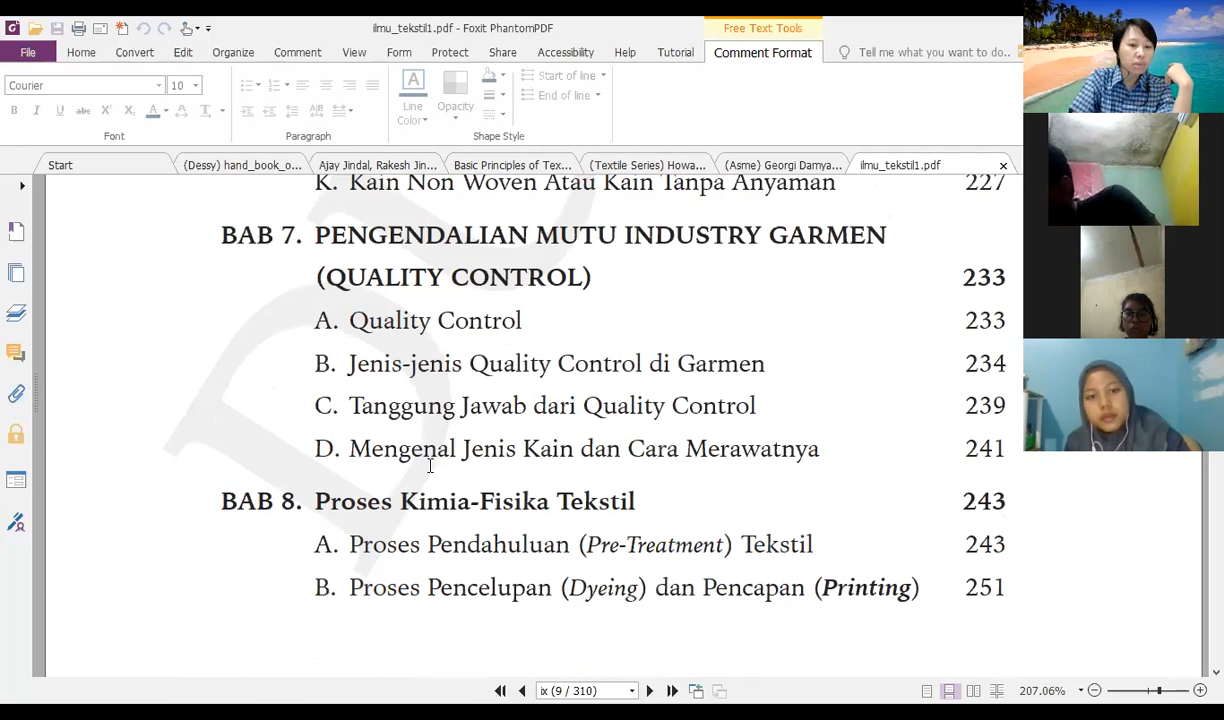 ilmu_tekstil1.pdf - Foxit PhantomPDF
Free Text Tools
File Home Convert Edit Organize Comment View Form Protect Share Accessibility Help Tutorial Comment Format Tell me what you want to do..
Courier 10 Line Color Opacity Start of line
B I U abc X X A T End of line
Font Paragraph Shape Style
Start (Dessy) hand_book_o... Ajay Jindal, Rakesh Jin... Basic Principles of Tex... (Textile Series) Howa... (Asme) Georgi Damya... ilmu_tekstil1.pdf
K. Kain Non Woven Atau Kain Tanpa Anyaman 227
BAB 7. PENGENDALIAN MUTU INDUSTRY GARMEN
(QUALITY CONTROL) 233
A. Quality Control 233
B. Jenis-jenis Quality Control di Garmen 234
C. Tanggung Jawab dari Quality Control 239
D. Mengenal Jenis Kain dan Cara Merawatnya 241
BAB 8. Proses Kimia-Fisika Tekstil 243
A. Proses Pendahuluan (Pre-Treatment) Tekstil 243
B. Proses Pencelupan (Dyeing) dan Pencapan (Printing) 251
ix (9 / 310) 207.06%